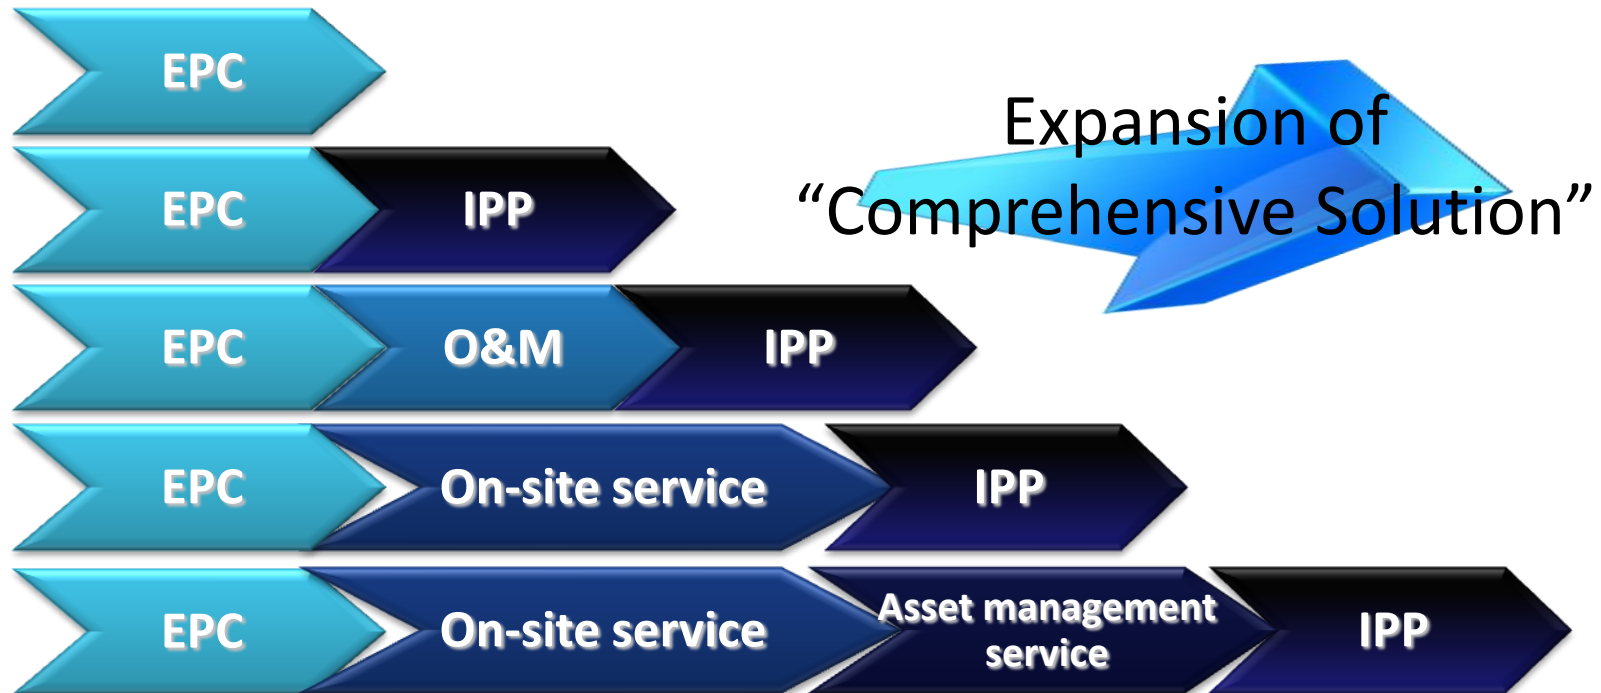 EPC
Expansion of
“Comprehensive Solution”
EPC IPP
EPC O&M IPP
EPC On-site service IPP
EPC On-site service Asset management
service IPP